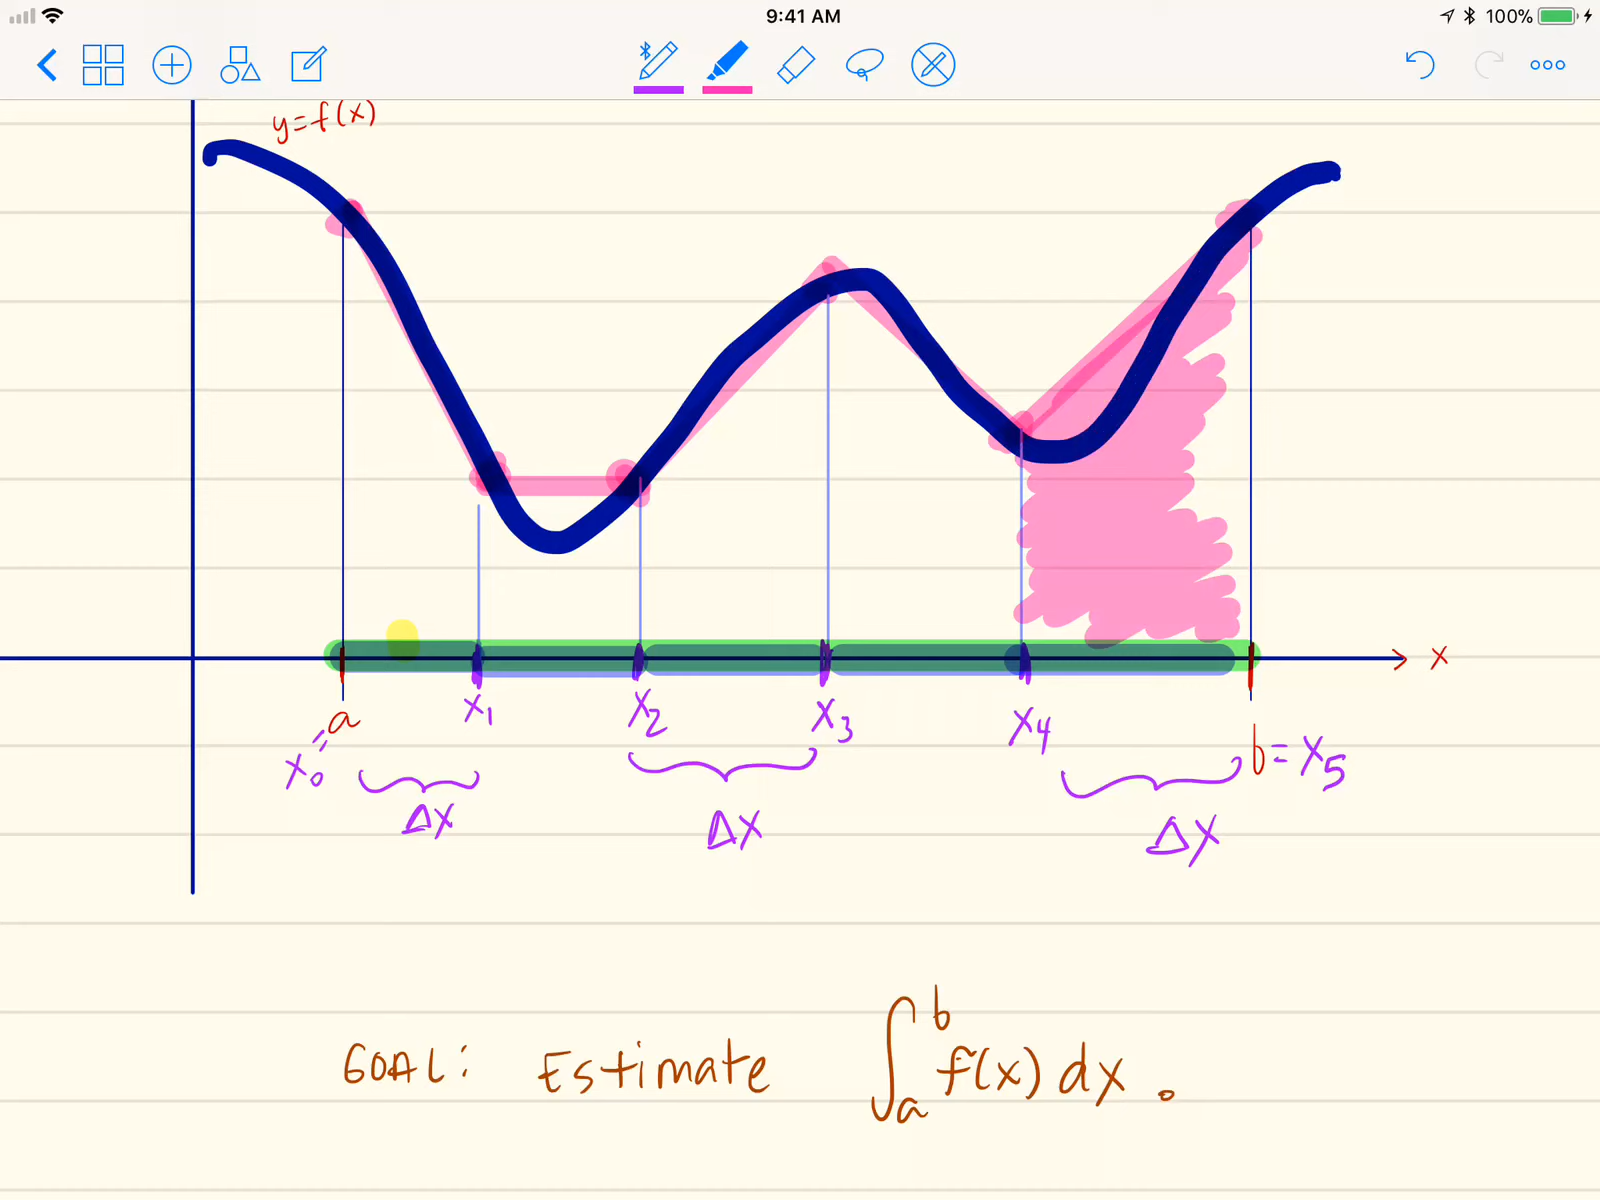 9:41 AM
100%
y=f(x)
x
a x₁ x₂ x₃ x₄
x₀ = b = x₅
Δx Δx Δx
GOAL: Estimate ∫ₐᵇ f(x) dx.